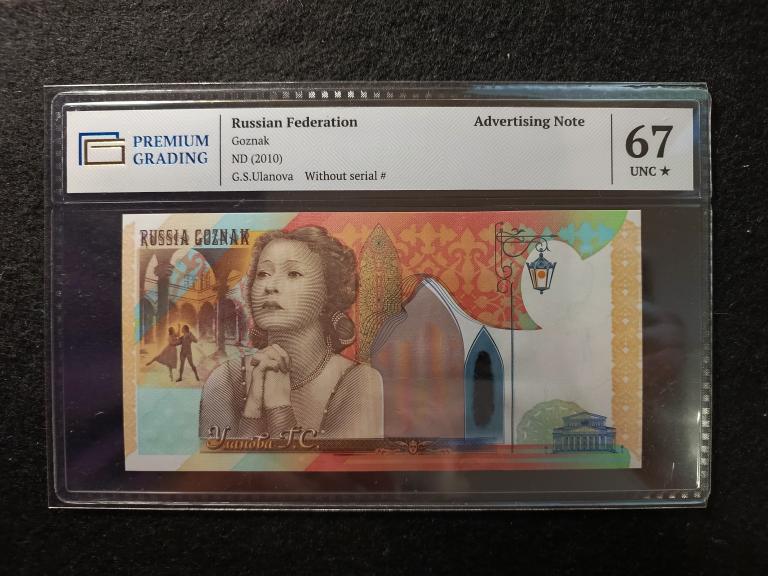 PREMIUM
GRADING
Russian Federation
Goznak
ND (2010)
G.S.Ulanova Without serial #
Advertising Note
67
UNC ★
RUSSIA GOZNAK
Уланова Г.С.